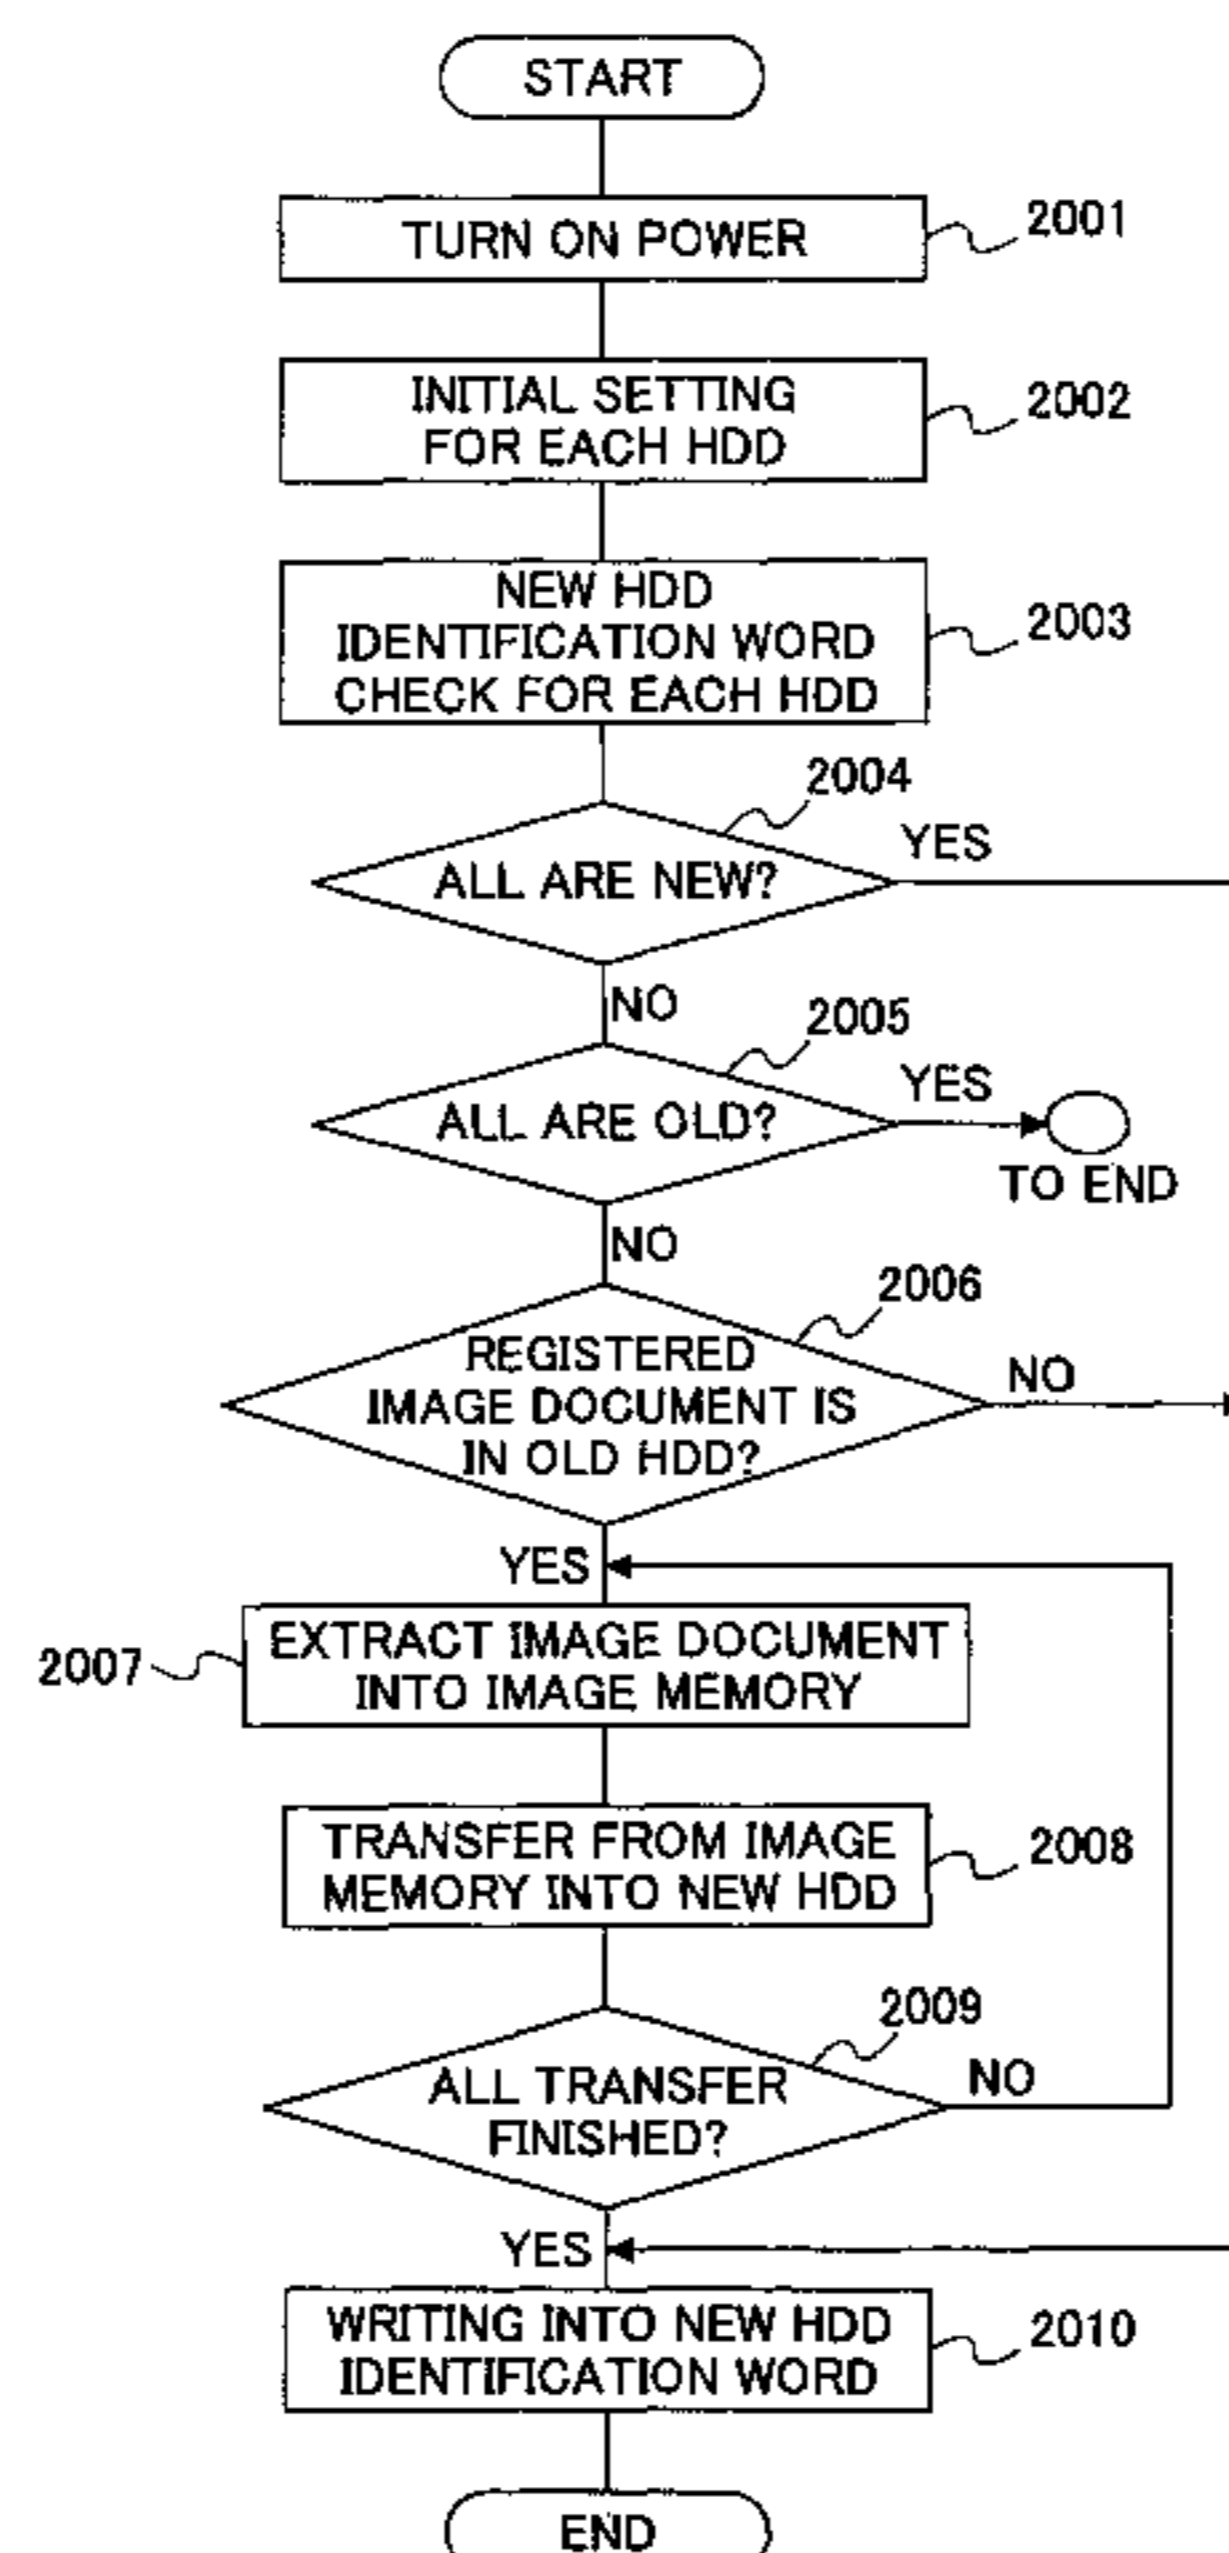 START
TURN ON POWER
2001
INITIAL SETTING
FOR EACH HDD
2002
NEW HDD
IDENTIFICATION WORD
CHECK FOR EACH HDD
2003
2004
ALL ARE NEW?
YES
NO
2005
ALL ARE OLD?
YES
TO END
NO
2006
REGISTERED
IMAGE DOCUMENT IS
IN OLD HDD?
NO
YES
2007
EXTRACT IMAGE DOCUMENT
INTO IMAGE MEMORY
TRANSFER FROM IMAGE
MEMORY INTO NEW HDD
2008
2009
ALL TRANSFER
FINISHED?
NO
YES
WRITING INTO NEW HDD
IDENTIFICATION WORD
2010
END